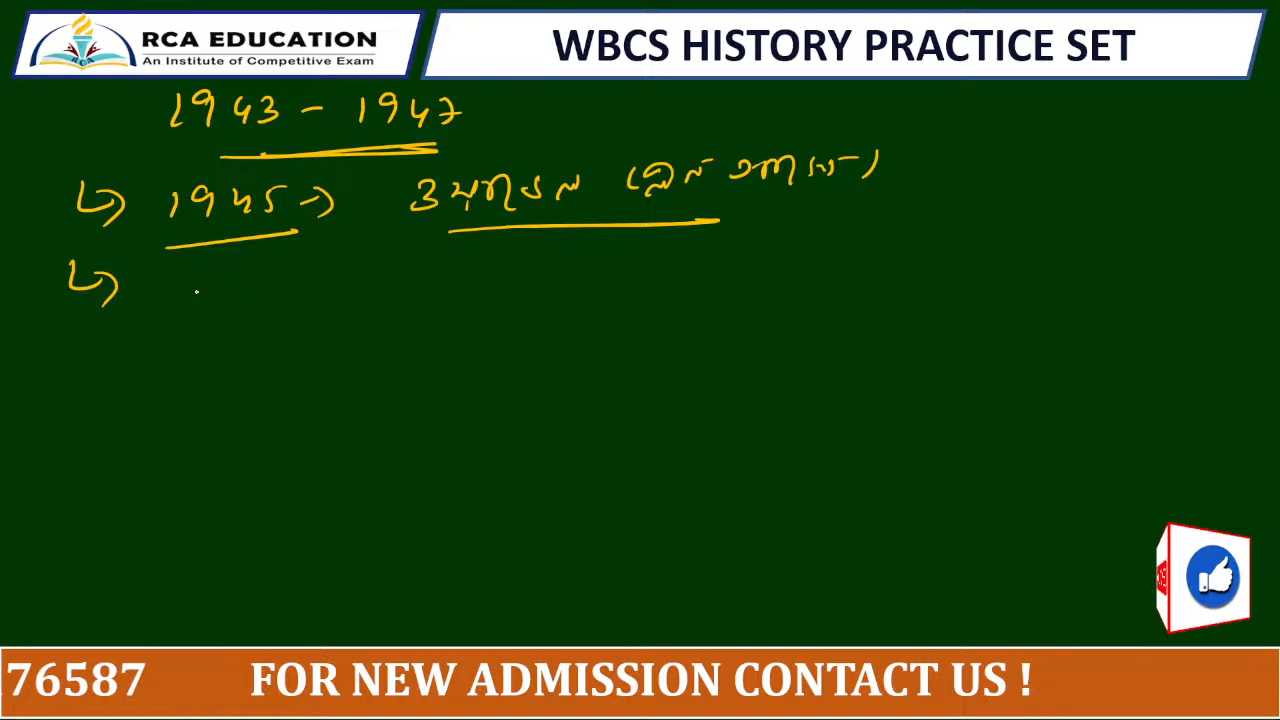 RCA EDUCATION
An Institute of Competitive Exam
RCA
WBCS HISTORY PRACTICE SET
1943 - 1947
↳ 1945 → ওয়াভেল প্ল্যান
↳
76587 FOR NEW ADMISSION CONTACT US !